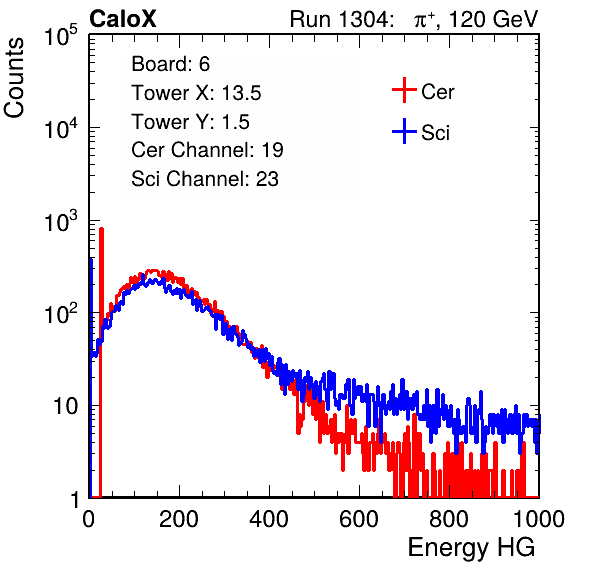 CaloX Run 1304: π⁺, 120 GeV
Board: 6
Tower X: 13.5
Tower Y: 1.5
Cer Channel: 19
Sci Channel: 23
Cer
Sci
Counts
10⁵
10⁴
10³
10²
10
1
0 200 400 600 800 1000
Energy HG